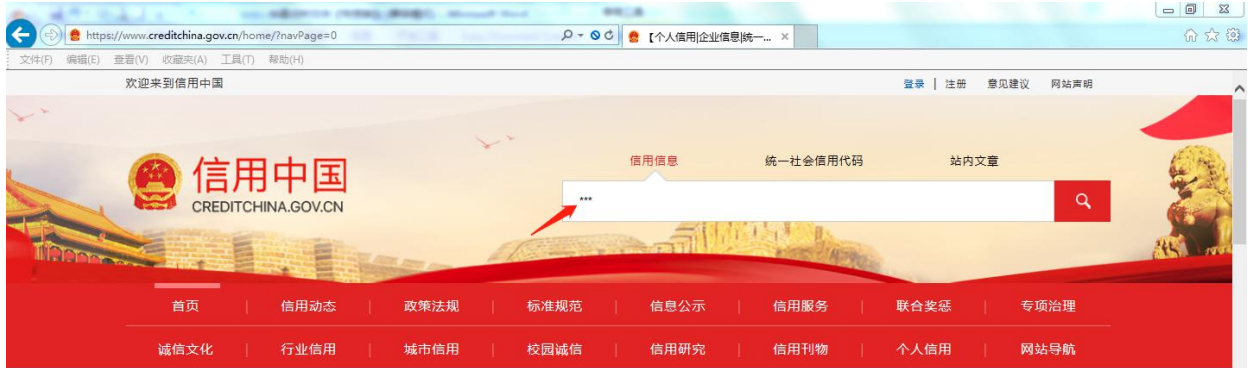 https://www.creditchina.gov.cn/home/?navPage=0
【个人信用|企业信息|统一...
文件(F) 编辑(E) 查看(V) 收藏夹(A) 工具(T) 帮助(H)
欢迎来到信用中国
登录 | 注册 意见建议 网站声明
信用信息 统一社会信用代码 站内文章
信用中国
CREDITCHINA.GOV.CN
***
首页 | 信用动态 | 政策法规 | 标准规范 | 信息公示 | 信用服务 | 联合奖惩 | 专项治理
诚信文化 | 行业信用 | 城市信用 | 校园诚信 | 信用研究 | 信用刊物 | 个人信用 | 网站导航